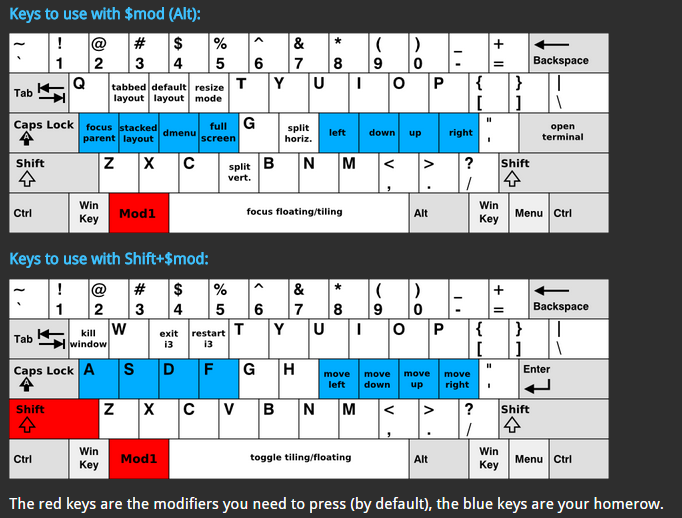 Keys to use with $mod (Alt):
~ ! @ # $ % ^ & * ( ) _ +
` 1 2 3 4 5 6 7 8 9 0 - = Backspace
Tab Q tabbed layout default layout resize mode T Y U I O P { [ } ] | \
Caps Lock focus parent stacked layout dmenu full screen G split horiz. left down up right " ' open terminal
Shift Z X C split vert. B N M < , > . ? / Shift
Ctrl Win Key Mod1 focus floating/tiling Alt Win Key Menu Ctrl
Keys to use with Shift+$mod:
~ ! @ # $ % ^ & * ( ) _ +
` 1 2 3 4 5 6 7 8 9 0 - = Backspace
Tab kill window W exit i3 restart i3 T Y U I O P { [ } ] | \
Caps Lock A S D F G H move left move down move up move right " ' Enter
Shift Z X C V B N M < , > . ? / Shift
Ctrl Win Key Mod1 toggle tiling/floating Alt Win Key Menu Ctrl
The red keys are the modifiers you need to press (by default), the blue keys are your homerow.